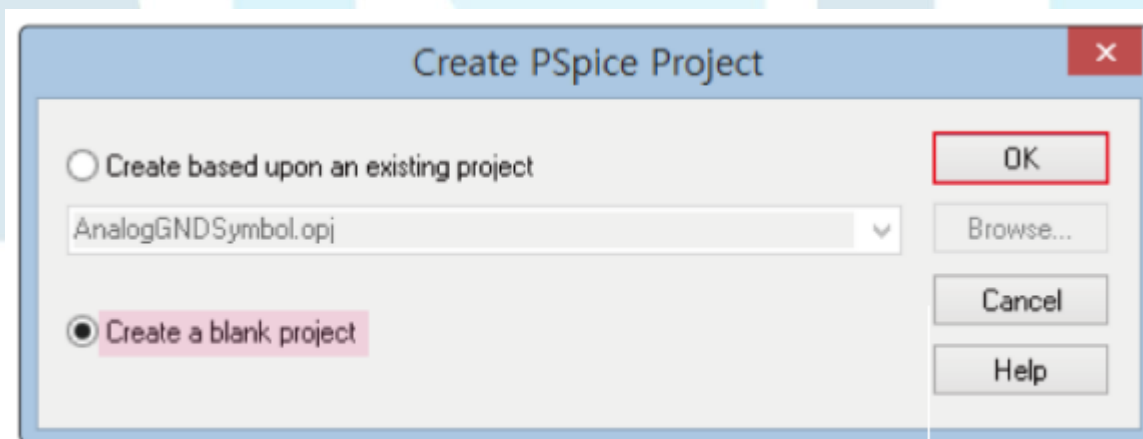 Create PSpice Project
Create based upon an existing project
OK
AnalogGNDSymbol.opj
Browse...
Cancel
Create a blank project
Help